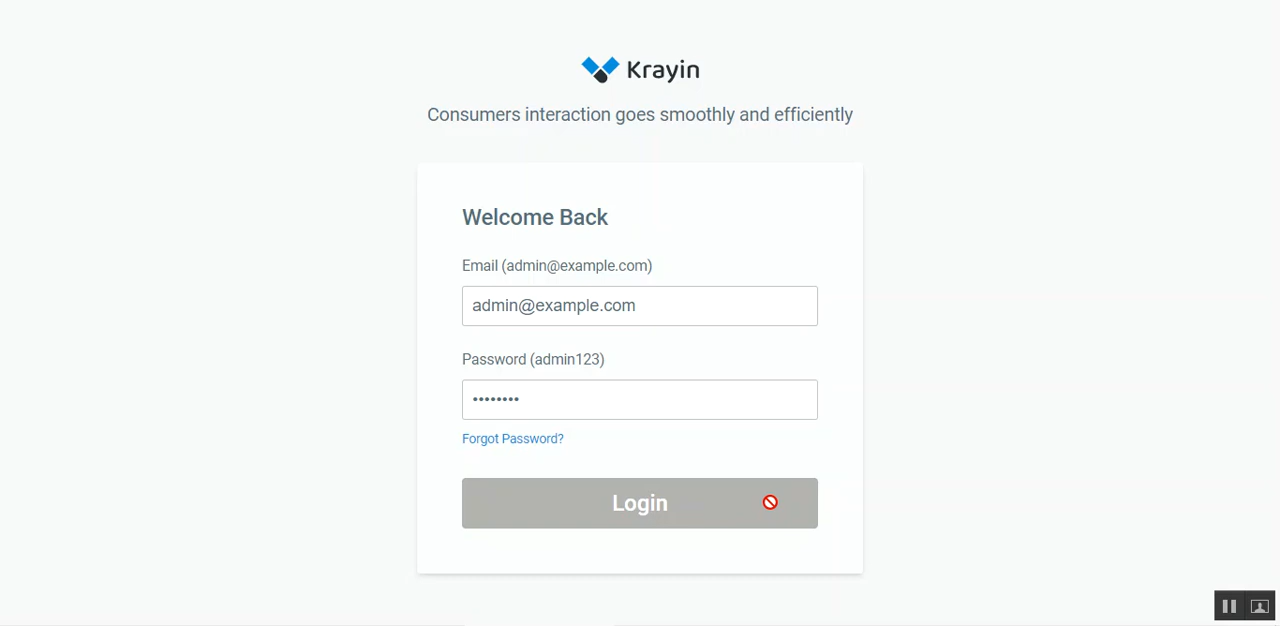 Krayin
Consumers interaction goes smoothly and efficiently
Welcome Back
Email (admin@example.com)
admin@example.com
Password (admin123)
••••••••
Forgot Password?
Login